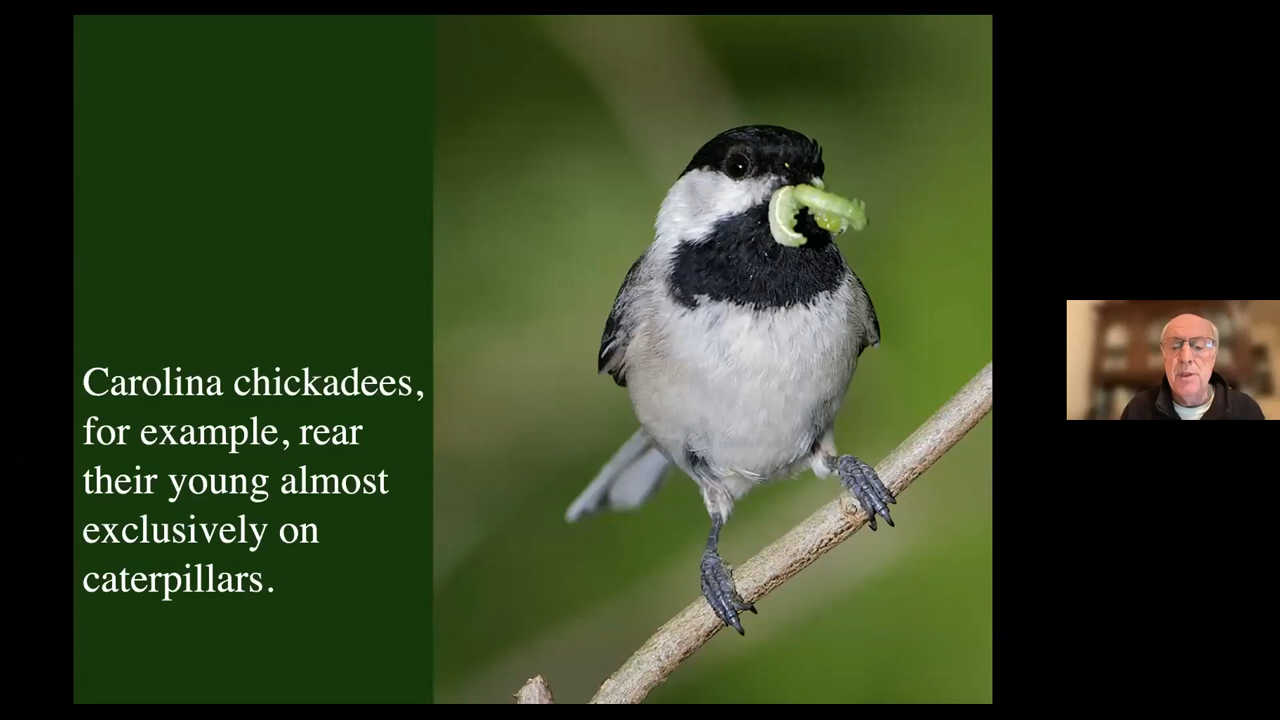 Carolina chickadees,
for example, rear
their young almost
exclusively on
caterpillars.